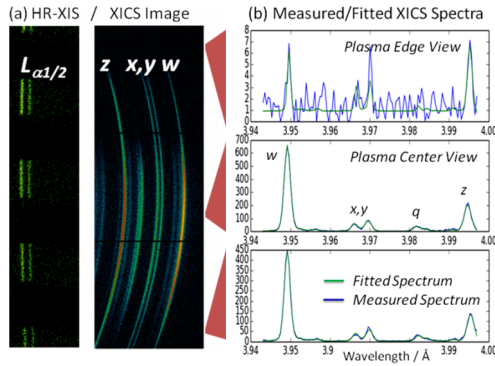 (a) HR-XIS / XICS Image
Lα1/2
z x,y w
(b) Measured/Fitted XICS Spectra
Plasma Edge View
8
7
6
5
4
3
2
1
0
3.94 3.95 3.96 3.97 3.98 3.99 4.00
Plasma Center View
700
600
500
400
300
200
100
0
w
x,y
q
z
3.94 3.95 3.96 3.97 3.98 3.99 4.00
450
400
350
300
250
200
150
100
50
0
Fitted Spectrum
Measured Spectrum
3.94 3.95 3.96 3.97 3.98 3.99 4.00
Wavelength / Å